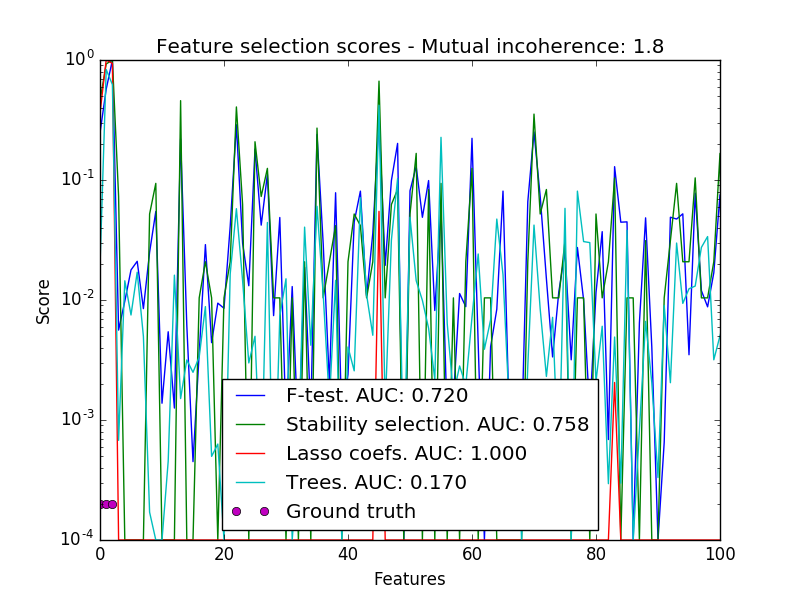 Feature selection scores - Mutual incoherence: 1.8
10^0
10^-1
10^-2
10^-3
10^-4
Score
F-test. AUC: 0.720
Stability selection. AUC: 0.758
Lasso coefs. AUC: 1.000
Trees. AUC: 0.170
Ground truth
0 20 40 60 80 100
Features